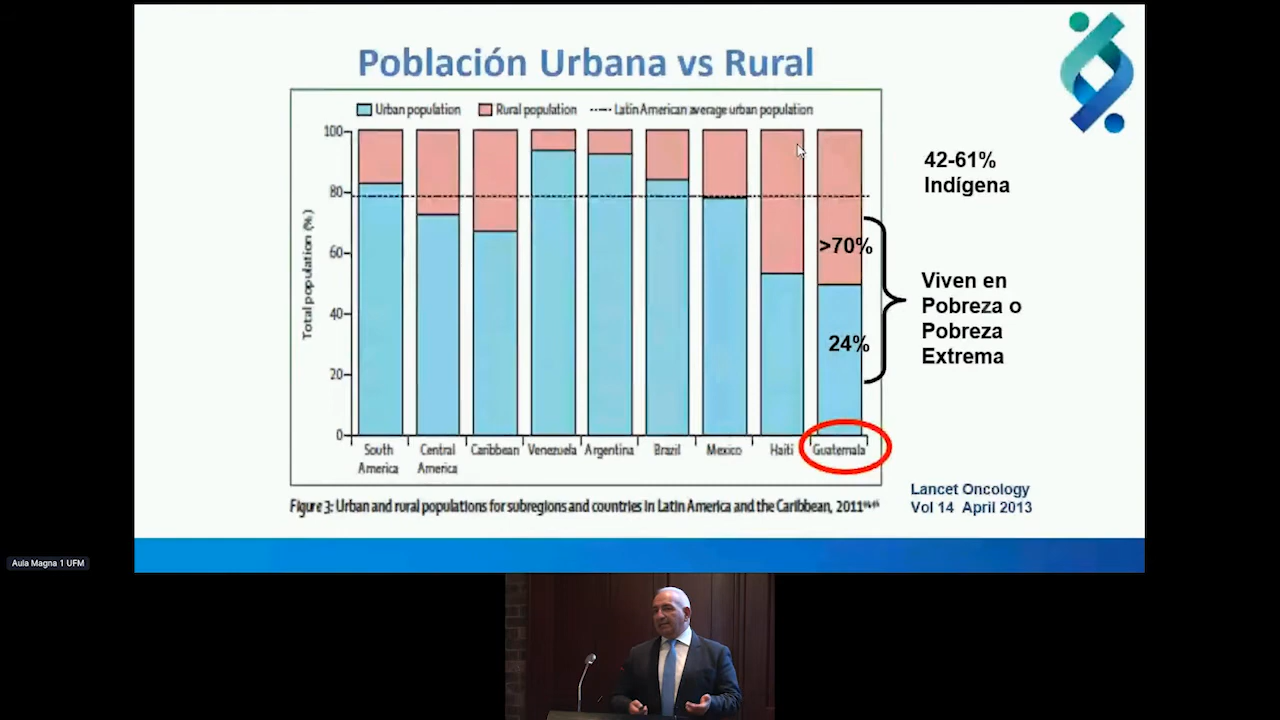 Población Urbana vs Rural
Urban population
Rural population
Latin American average urban population
100
80
60
40
20
0
Total population (%)
South America
Central America
Caribbean
Venezuela
Argentina
Brazil
Mexico
Haiti
Guatemala
>70%
24%
42-61%
Indígena
Viven en
Pobreza o
Pobreza
Extrema
Figure 3: Urban and rural populations for subregions and countries in Latin America and the Caribbean, 2011
Lancet Oncology
Vol 14 April 2013
Aula Magna 1 UFM